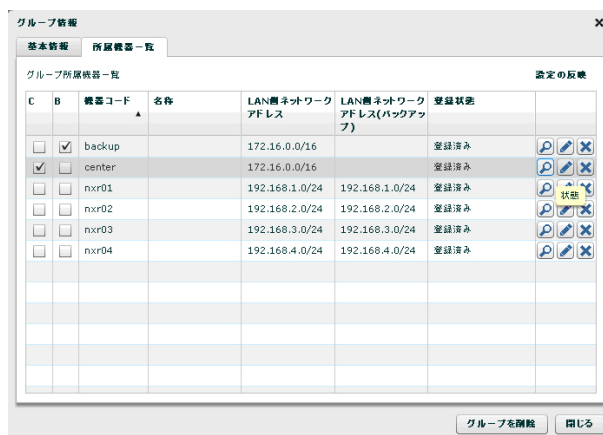 グループ情報 ×
基本情報 所属機器一覧
グループ所属機器一覧 設定の反映
C B 機器コード 名称 LAN側ネットワークアドレス LAN側ネットワークアドレス(バックアップ) 登録状態
backup 172.16.0.0/16 登録済み
center 172.16.0.0/16 登録済み
nxr01 192.168.1.0/24 192.168.1.0/24 登録済み
状態
nxr02 192.168.2.0/24 192.168.2.0/24 登録済み
nxr03 192.168.3.0/24 192.168.3.0/24 登録済み
nxr04 192.168.4.0/24 192.168.4.0/24 登録済み
グループを削除 閉じる